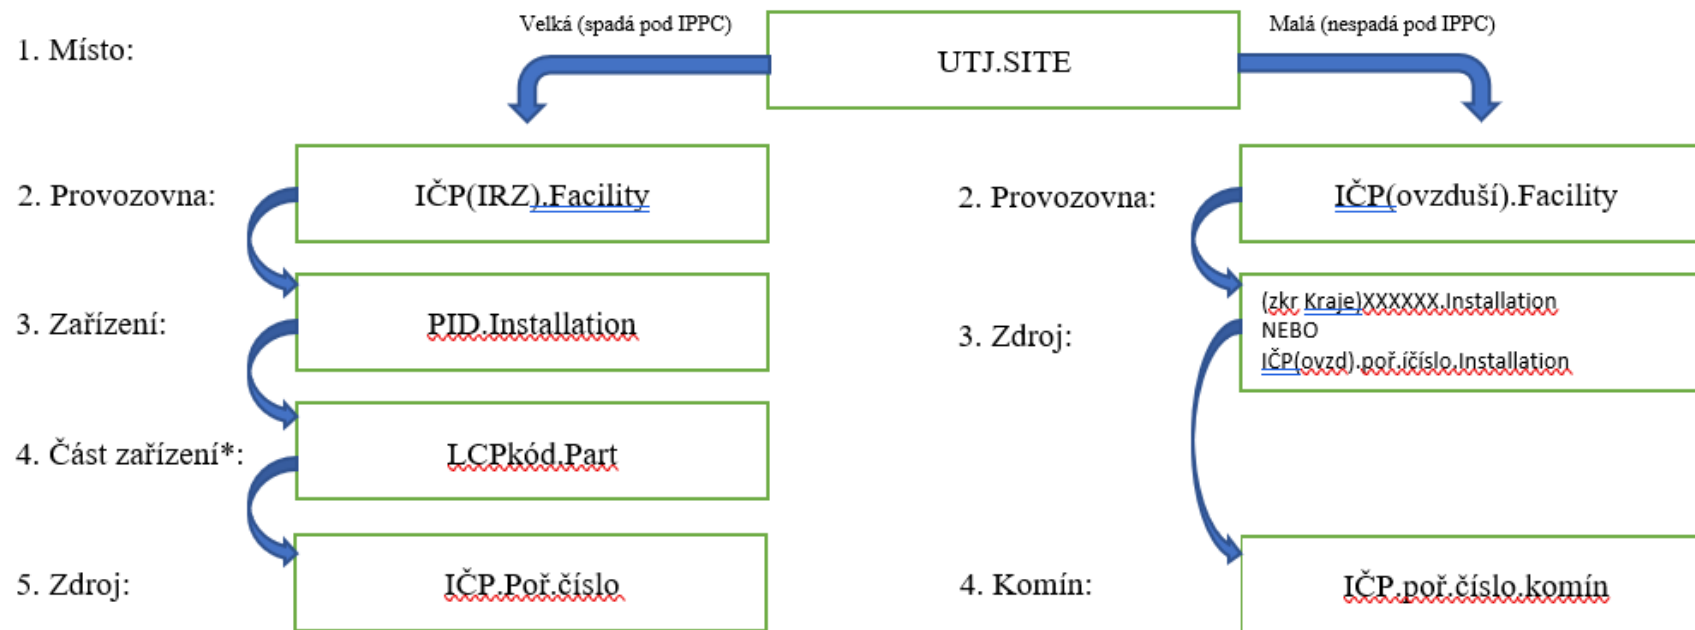 Velká (spadá pod IPPC)
Malá (nespadá pod IPPC)
1. Místo:
UTJ.SITE
2. Provozovna:
IČP(IRZ).Facility
2. Provozovna:
IČP(ovzduší).Facility
3. Zařízení:
PID.Installation
3. Zdroj:
(zkr Kraje)XXXXXX.Installation
NEBO
IČP(ovzd).poř.íčíslo.Installation
4. Část zařízení*:
LCPkód.Part
5. Zdroj:
IČP.Poř.číslo
4. Komín:
IČP.poř.číslo.komín